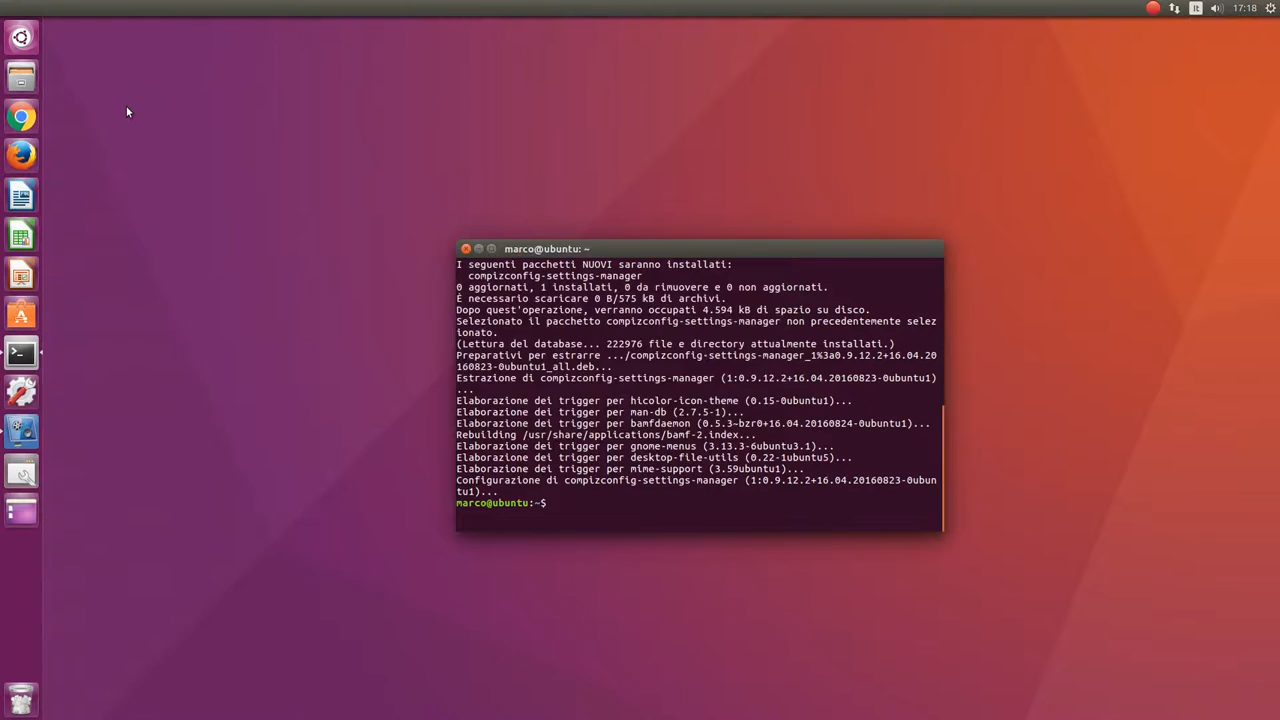 It
17:18
marco@ubuntu: ~
I seguenti pacchetti NUOVI saranno installati:
compizconfig-settings-manager
0 aggiornati, 1 installati, 0 da rimuovere e 0 non aggiornati.
È necessario scaricare 0 B/575 kB di archivi.
Dopo quest'operazione, verranno occupati 4.594 kB di spazio su disco.
Selezionato il pacchetto compizconfig-settings-manager non precedentemente selez
ionato.
(Lettura del database... 222976 file e directory attualmente installati.)
Preparativi per estrarre .../compizconfig-settings-manager_1%3a0.9.12.2+16.04.20
160823-0ubuntu1_all.deb...
Estrazione di compizconfig-settings-manager (1:0.9.12.2+16.04.20160823-0ubuntu1)
...
Elaborazione dei trigger per hicolor-icon-theme (0.15-0ubuntu1)...
Elaborazione dei trigger per man-db (2.7.5-1)...
Elaborazione dei trigger per bamfdaemon (0.5.3~bzr0+16.04.20160824-0ubuntu1)...
Rebuilding /usr/share/applications/bamf-2.index...
Elaborazione dei trigger per gnome-menus (3.13.3-6ubuntu3.1)...
Elaborazione dei trigger per desktop-file-utils (0.22-1ubuntu5)...
Elaborazione dei trigger per mime-support (3.59ubuntu1)...
Configurazione di compizconfig-settings-manager (1:0.9.12.2+16.04.20160823-0ubun
tu1)...
marco@ubuntu:~$